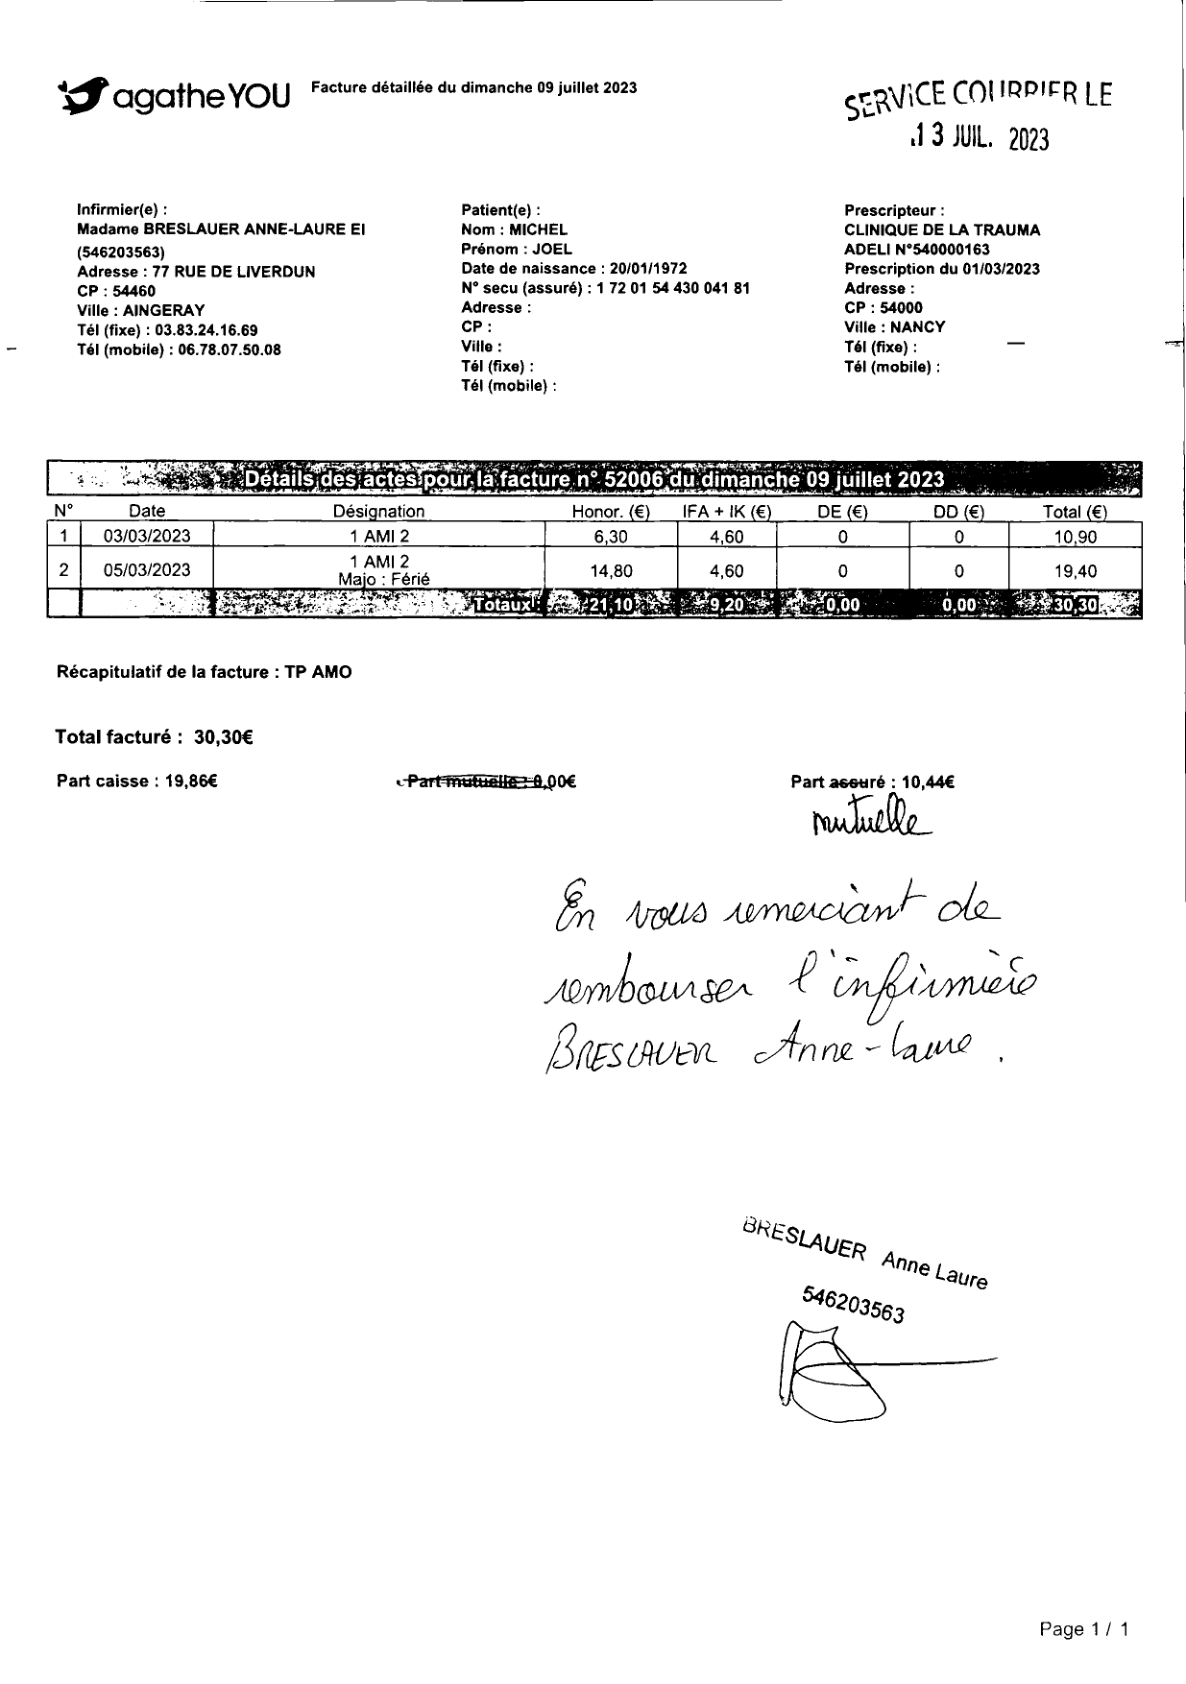 agatheYOU
Facture détaillée du dimanche 09 juillet 2023
SERVICE COURRIER LE
13 JUIL. 2023
Infirmier(e) :
Madame BRESLAUER ANNE-LAURE EI
(546203563)
Adresse : 77 RUE DE LIVERDUN
CP : 54460
Ville : AINGERAY
Tél (fixe) : 03.83.24.16.69
Tél (mobile) : 06.78.07.50.08
Patient(e) :
Nom : MICHEL
Prénom : JOEL
Date de naissance : 20/01/1972
N° secu (assuré) : 1 72 01 54 430 041 81
Adresse :
CP :
Ville :
Tél (fixe) :
Tél (mobile) :
Prescripteur :
CLINIQUE DE LA TRAUMA
ADELI N°540000163
Prescription du 01/03/2023
Adresse :
CP : 54000
Ville : NANCY
Tél (fixe) :
Tél (mobile) :
Détails des actes pour la facture n° 52006 du dimanche 09 juillet 2023
N° Date Désignation Honor. (€) IFA + IK (€) DE (€) DD (€) Total (€)
1 03/03/2023 1 AMI 2 6,30 4,60 0 0 10,90
2 05/03/2023 1 AMI 2 Majo : Férié 14,80 4,60 0 0 19,40
Totaux 21,10 9,20 0,00 0,00 30,30
Récapitulatif de la facture : TP AMO
Total facturé : 30,30€
Part caisse : 19,86€ Part mutuelle : 0,00€ Part assuré : 10,44€
mutuelle
En vous remerciant de
rembourser l'infirmière
BRESLAUER Anne-Laure.
BRESLAUER Anne Laure
546203563
Page 1 / 1